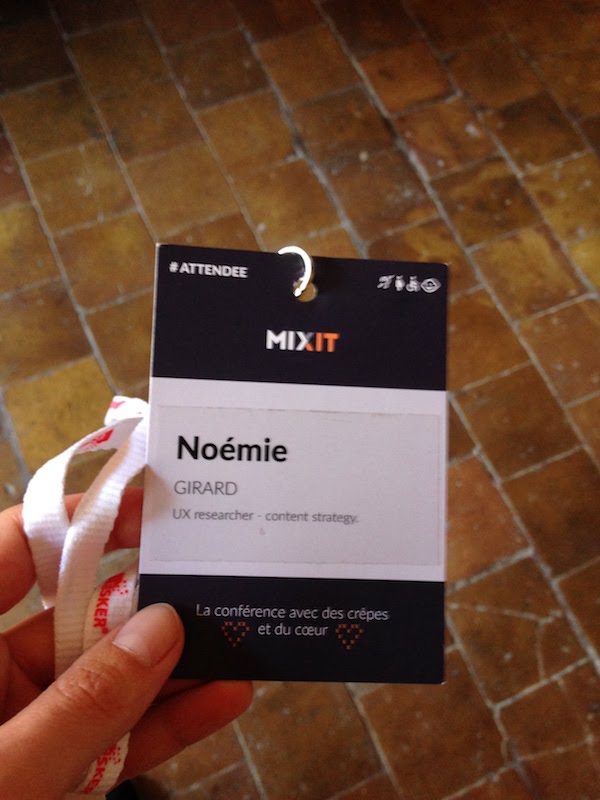 # ATTENDEE
MIXIT
Noémie
GIRARD
UX researcher - content strategy.
La conférence avec des crêpes
et du cœur